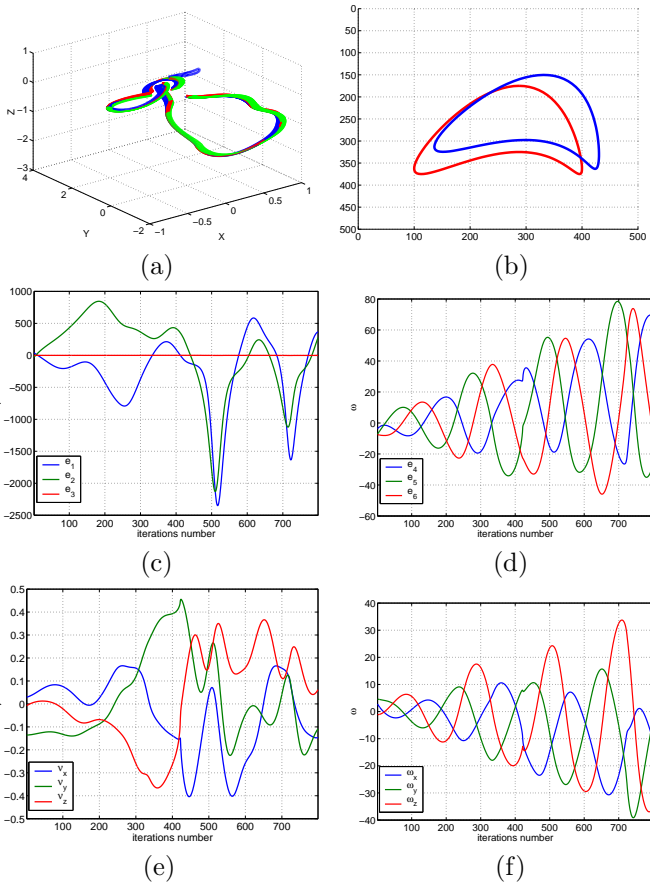 1
0
−1
−2
−3
Z
4
2
0
−2
Y
−1
−0.5
0
0.5
1
X
(a)
0
50
100
150
200
250
300
350
400
450
500
0 100 200 300 400 500
(b)
1000
500
0
−500
−1000
−1500
−2000
−2500
100 200 300 400 500 600 700
e1
e2
e3
iterations number
(c)
80
60
40
20
0
−20
−40
−60
ω
100 200 300 400 500 600 700
e4
e5
e6
iterations number
(d)
0.5
0.4
0.3
0.2
0.1
0
−0.1
−0.2
−0.3
−0.4
−0.5
100 200 300 400 500 600 700
νx
νy
νz
iterations number
(e)
40
30
20
10
0
−10
−20
−30
−40
ω
100 200 300 400 500 600 700
ωx
ωy
ωz
iterations number
(f)